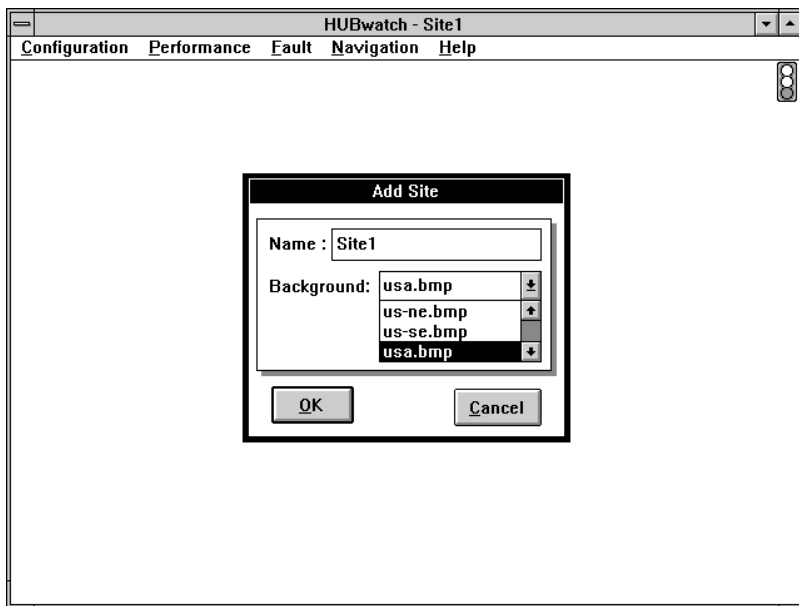 HUBwatch - Site1
Configuration Performance Fault Navigation Help
Add Site
Name : Site1
Background: usa.bmp
us-ne.bmp
us-se.bmp
usa.bmp
OK Cancel